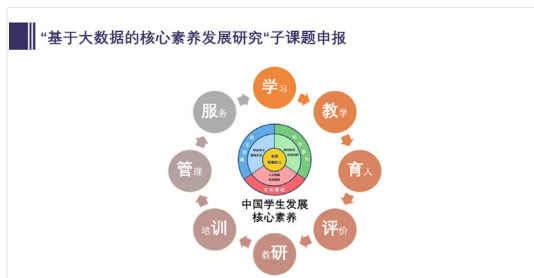 “基于大数据的核心素养发展研究“子课题申报
学习
教学
育人
评价
教研
培训
管理
服务
中国学生发展
核心素养